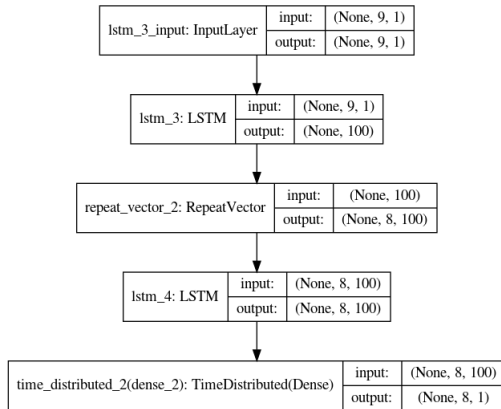 lstm_3_input: InputLayer
input: (None, 9, 1)
output: (None, 9, 1)
lstm_3: LSTM
input: (None, 9, 1)
output: (None, 100)
repeat_vector_2: RepeatVector
input: (None, 100)
output: (None, 8, 100)
lstm_4: LSTM
input: (None, 8, 100)
output: (None, 8, 100)
time_distributed_2(dense_2): TimeDistributed(Dense)
input: (None, 8, 100)
output: (None, 8, 1)